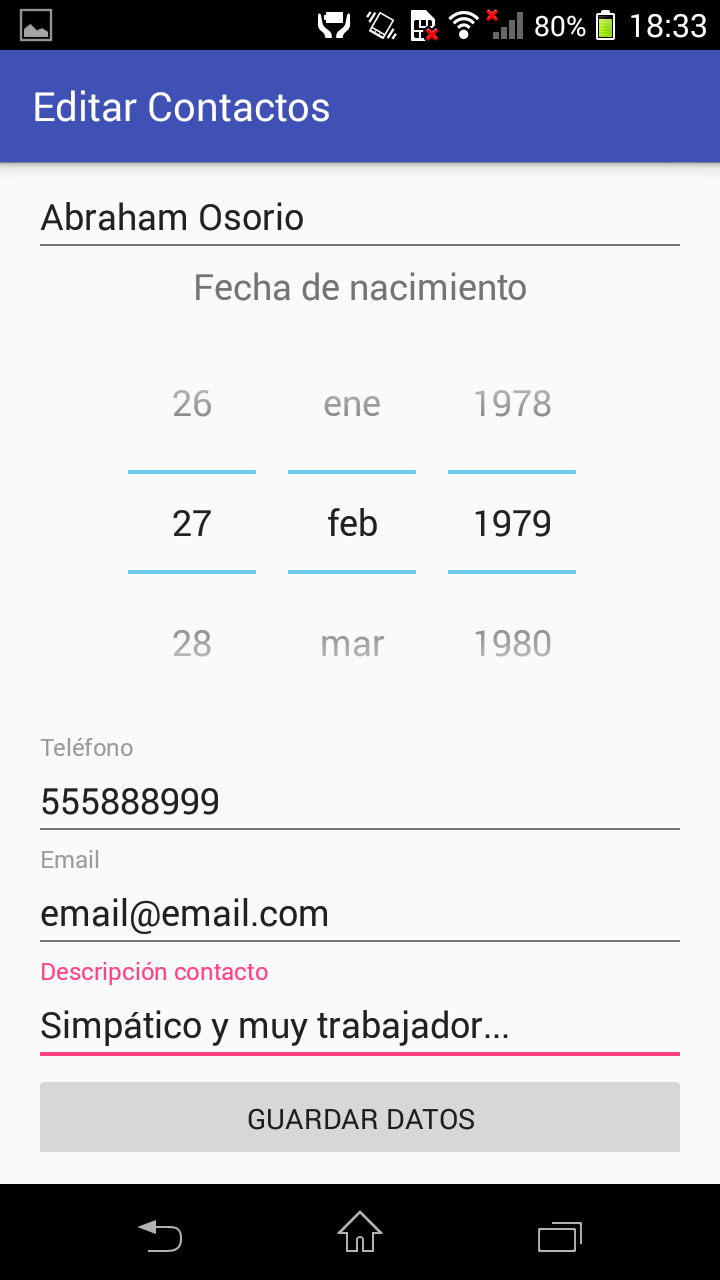 80% 18:33
Editar Contactos
Abraham Osorio
Fecha de nacimiento
26 ene 1978
27 feb 1979
28 mar 1980
Teléfono
555888999
Email
email@email.com
Descripción contacto
Simpático y muy trabajador...
GUARDAR DATOS